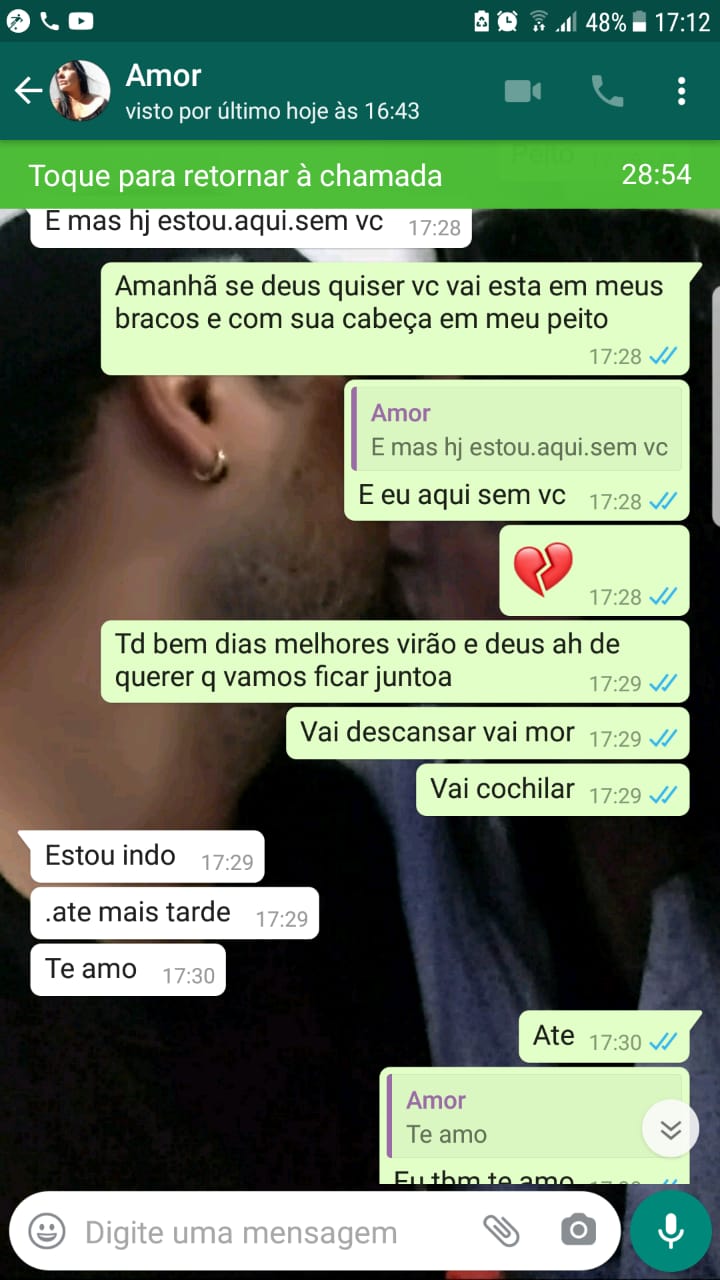 48% 17:12
Amor
visto por último hoje às 16:43
Peito
Toque para retornar à chamada 28:54
E mas hj estou.aqui.sem vc 17:28
Amanhã se deus quiser vc vai esta em meus
bracos e com sua cabeça em meu peito
17:28
Amor
E mas hj estou.aqui.sem vc
E eu aqui sem vc 17:28
17:28
Td bem dias melhores virão e deus ah de
querer q vamos ficar juntoa 17:29
Vai descansar vai mor 17:29
Vai cochilar 17:29
Estou indo 17:29
.ate mais tarde 17:29
Te amo 17:30
Ate 17:30
Amor
Te amo
Eu tbm te amo
Digite uma mensagem